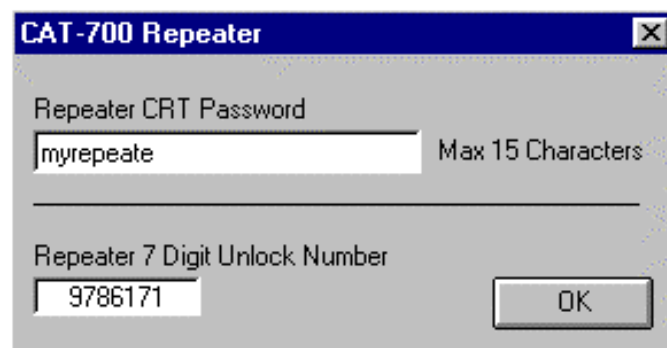 CAT-700 Repeater
Repeater CRT Password
myrepeate Max 15 Characters
Repeater 7 Digit Unlock Number
9786171 OK